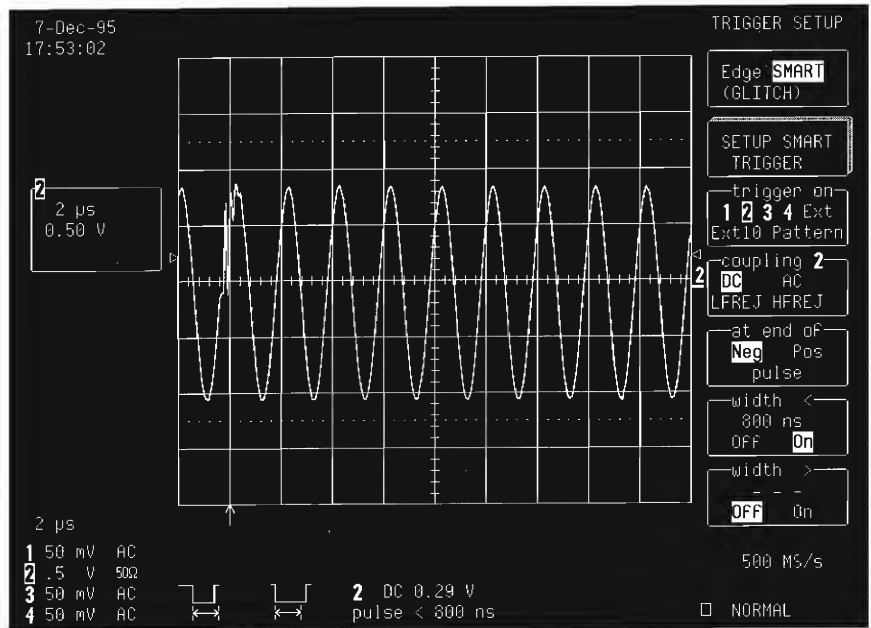 7-Dec-95
17:53:02
TRIGGER SETUP
Edge SMART
(GLITCH)
SETUP SMART
TRIGGER
trigger on
1 2 3 4 Ext
Ext10 Pattern
coupling 2
DC AC
LFREJ HFREJ
at end of
Neg Pos
pulse
width <
800 ns
Off On
width >
- - -
Off On
2
2 µs
0.50 V
2
2 µs
1 50 mV AC
2 .5 V 50Ω
3 50 mV AC
4 50 mV AC
2 DC 0.29 V
pulse < 800 ns
500 MS/s
NORMAL